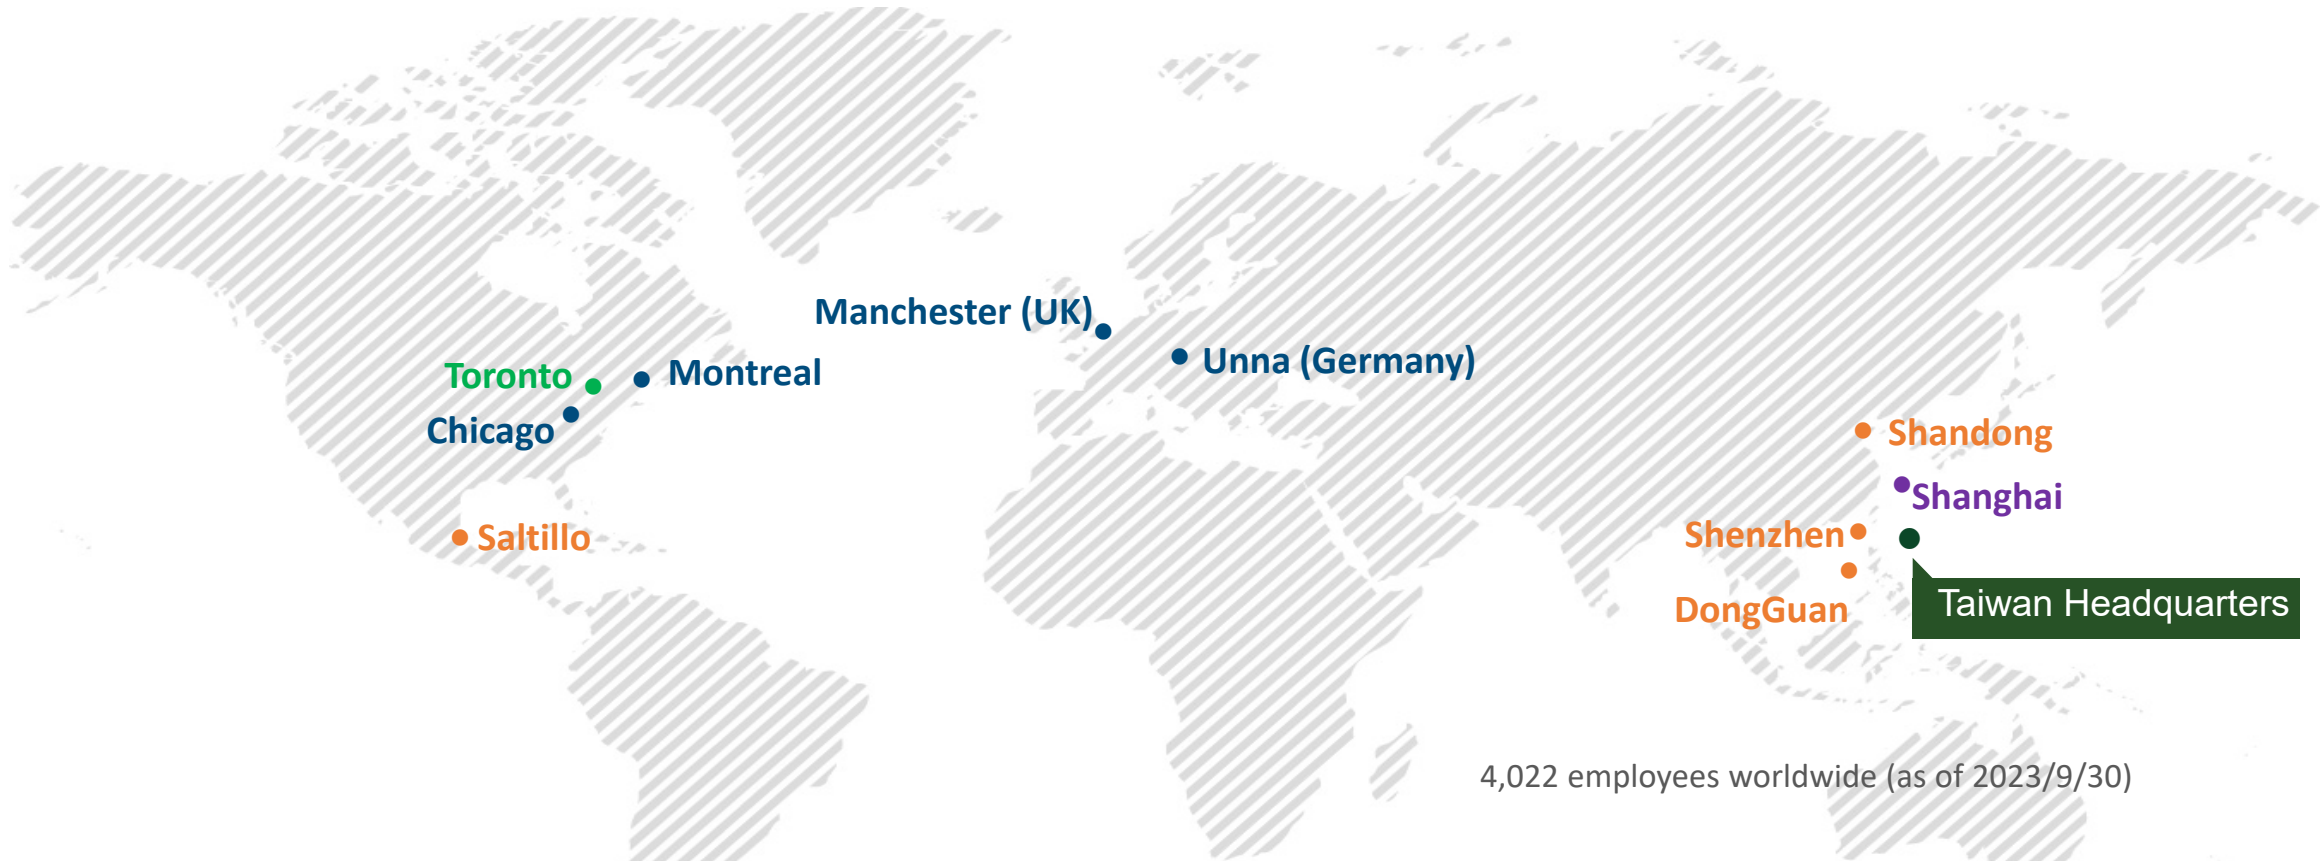 Manchester (UK)
Unna (Germany)
Toronto
Montreal
Chicago
Shandong
Shanghai
Saltillo
Shenzhen
DongGuan
Taiwan Headquarters
4,022 employees worldwide (as of 2023/9/30)